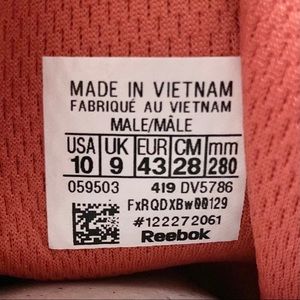 MADE IN VIETNAM
FABRIQUÉ AU VIETNAM
MALE/MÂLE
USA UK EUR CM mm
10 9 43 28 280
059503 419 DV5786
#122272061
Reebok